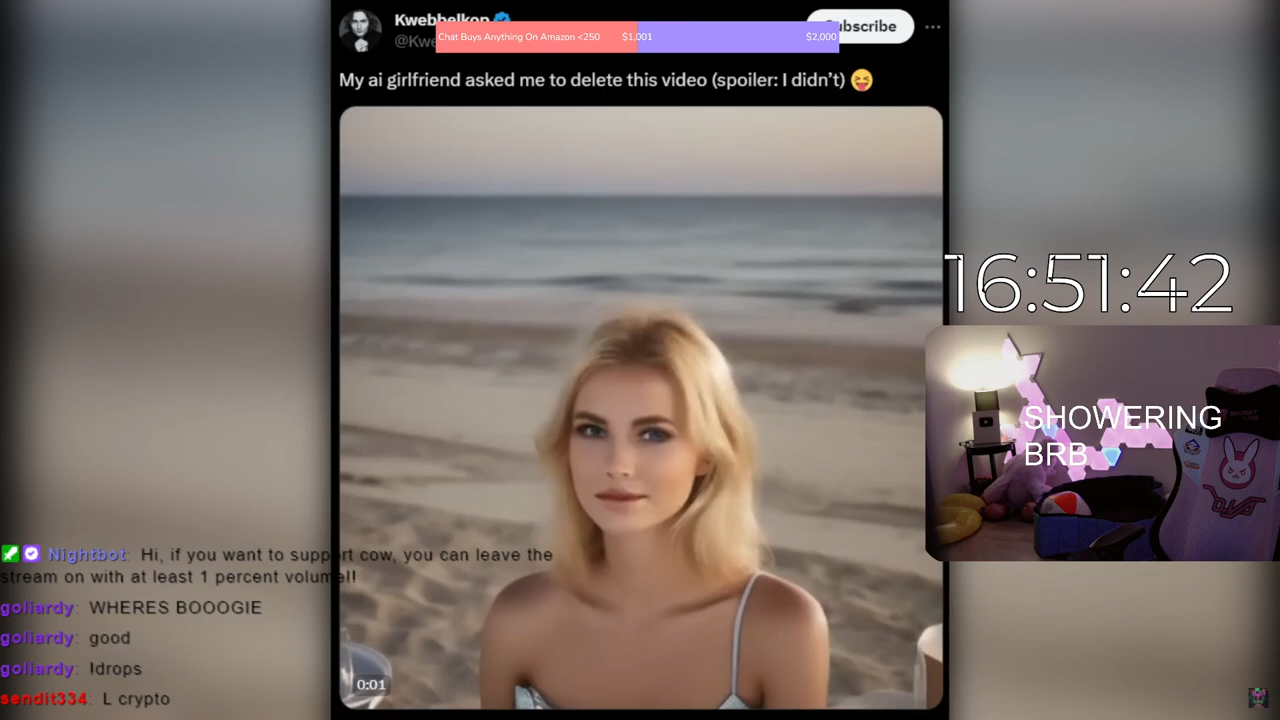 Kwebbelkop
@Kwe
Subscribe
Chat Buys Anything On Amazon <250 $1,001 $2,000
My ai girlfriend asked me to delete this video (spoiler: I didn't) 😝
16:51:42
SHOWERING
BRB
0:01
Nightbot: Hi, if you want to support cow, you can leave the
stream on with at least 1 percent volume!!
goliardy: WHERES BOOOGIE
goliardy: good
goliardy: !drops
sendit334: L crypto